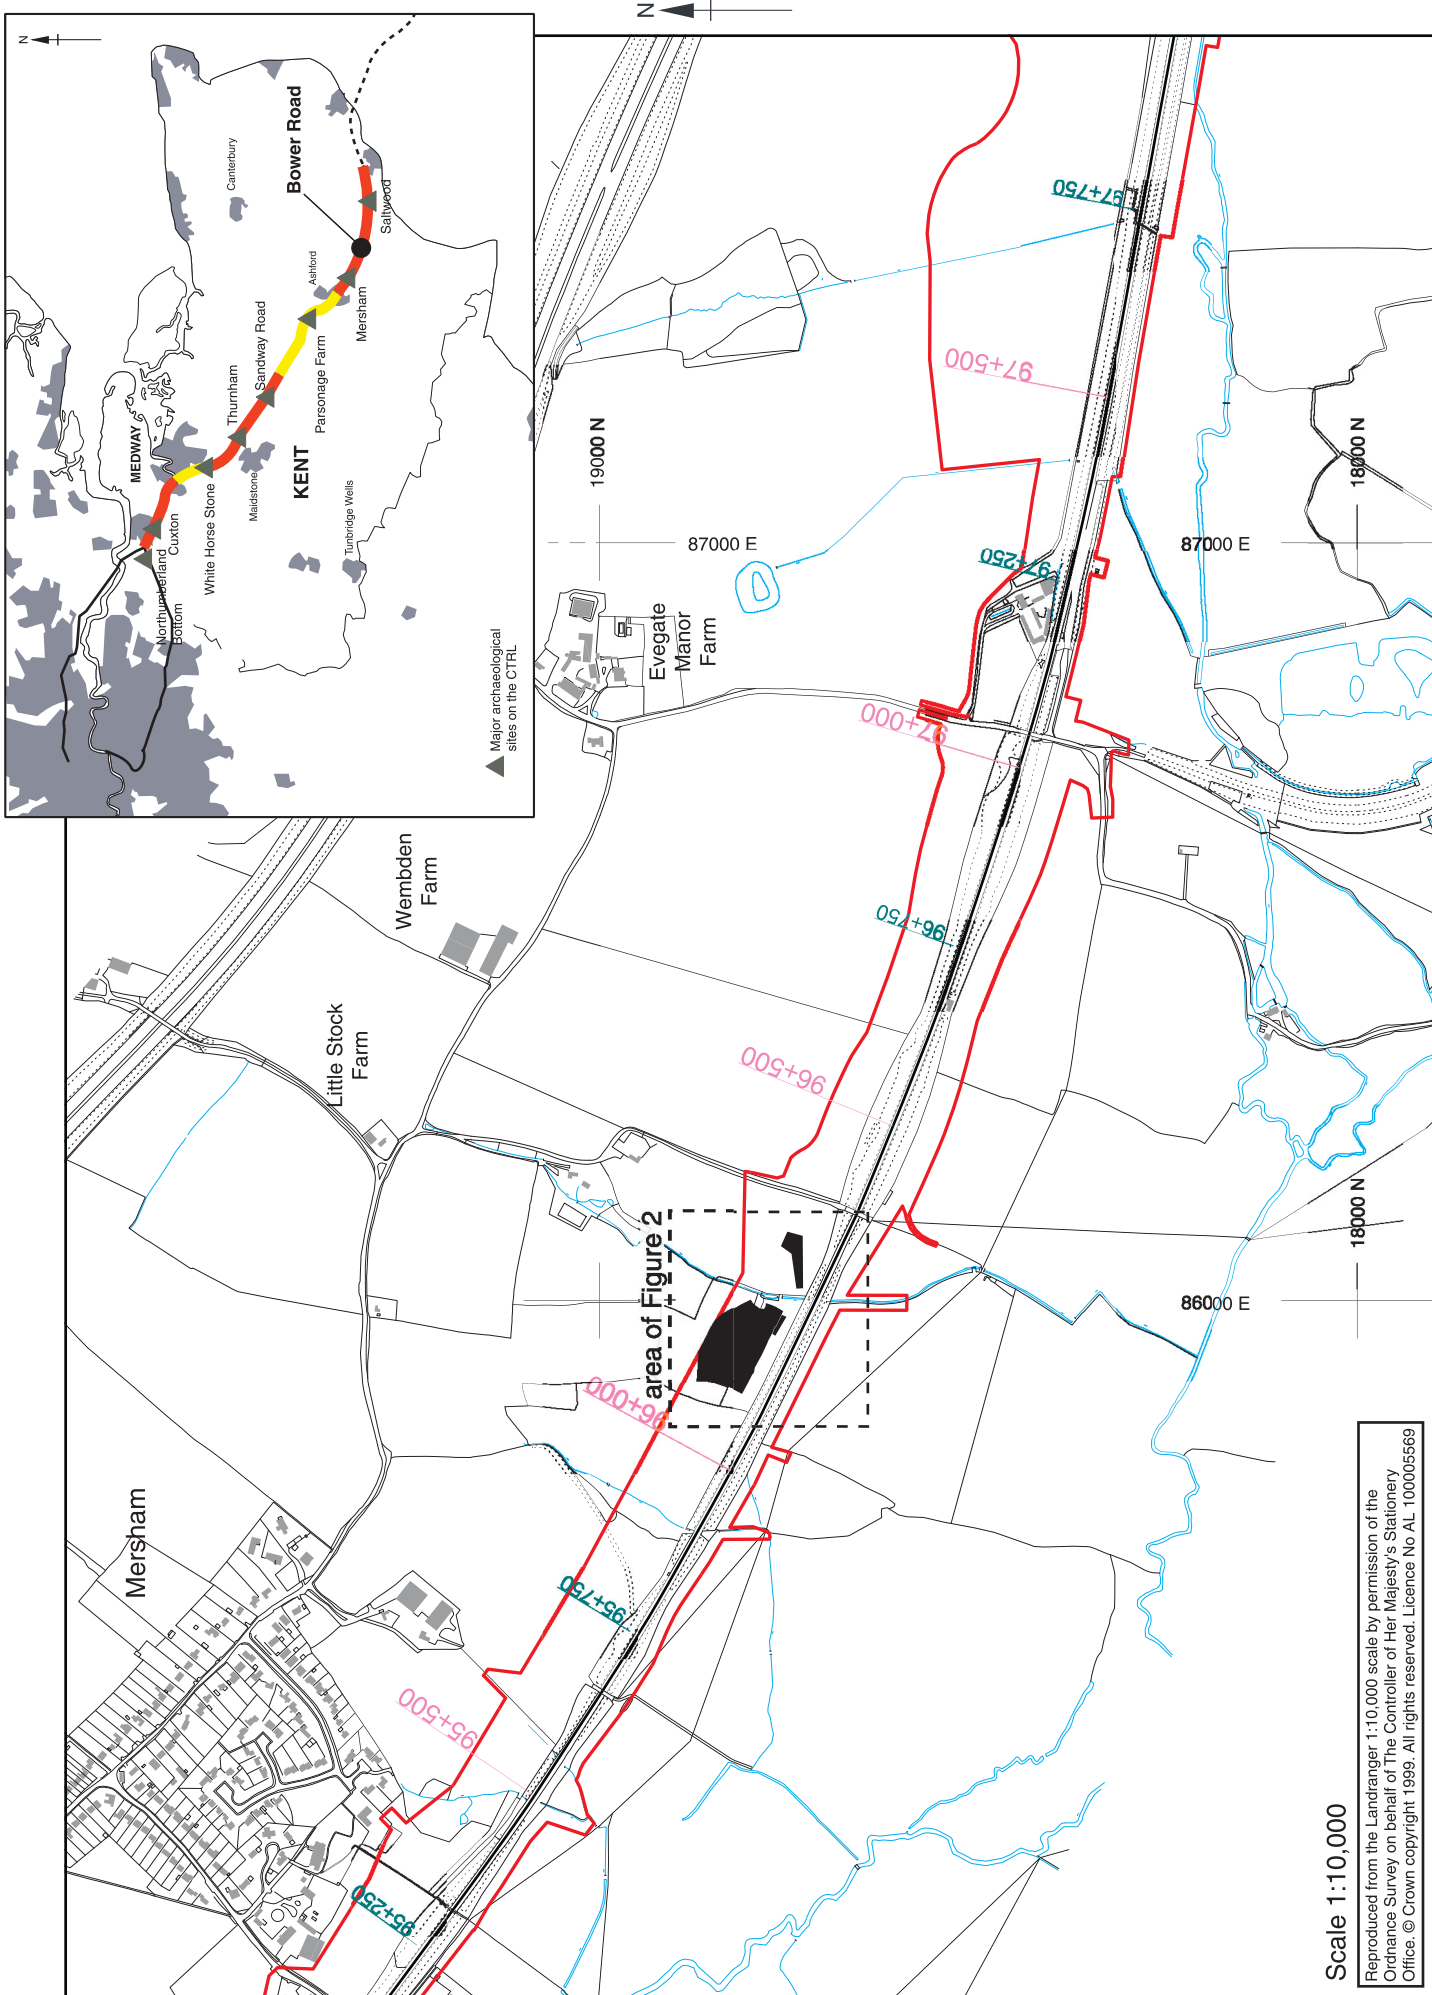 N
N
Northumberland
Bottom
Cuxton
White Horse Stone
MEDWAY
Thurnham
Sandway Road
Maidstone
KENT
Tunbridge Wells
Parsonage Farm
Ashford
Mersham
Canterbury
Bower Road
Saltwood
Major archaeological
sites on the CTRL
Mersham
Little Stock
Farm
Wembden
Farm
Evegate
Manor
Farm
19000 N
87000 E
87000 E
18000 N
86000 E
18000 N
area of Figure 2
95+250
95+500
95+750
96+000
96+500
96+750
97+000
97+250
97+500
97+750
Scale 1:10,000
Reproduced from the Landranger 1:10,000 scale by permission of the
Ordnance Survey on behalf of The Controller of Her Majesty's Stationery
Office. © Crown copyright 1999. All rights reserved. Licence No AL 100005569